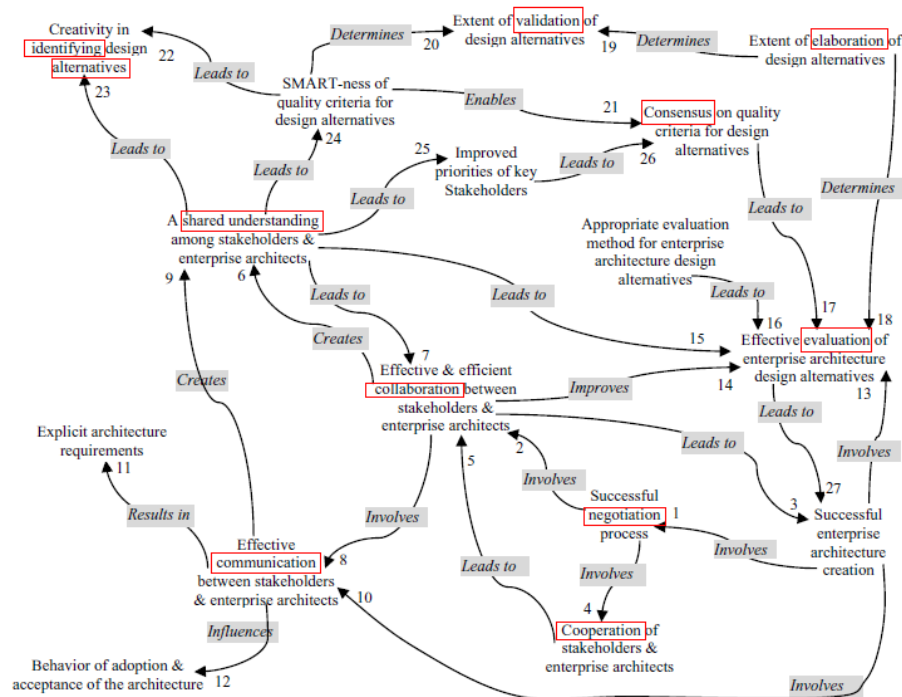 Creativity in
identifying design
alternatives
22
23
Leads to
Determines
20
Extent of validation of
design alternatives
19
Determines
Extent of elaboration of
design alternatives
SMART-ness of
quality criteria for
design alternatives
24
Enables
21
Consensus on quality
criteria for design
alternatives
Leads to
Leads to
25
Improved
priorities of key
Stakeholders
Leads to
26
Leads to
Determines
A shared understanding
among stakeholders &
enterprise architects
9
6
Leads to
Appropriate evaluation
method for enterprise
architecture design
alternatives
Leads to
Leads to
Leads to
16
17
18
15
Effective evaluation of
enterprise architecture
design alternatives
13
14
Creates
7
Effective & efficient
collaboration between
stakeholders &
enterprise architects
Improves
Creates
Leads to
Leads to
Involves
Explicit architecture
requirements
11
5
2
Involves
Successful
negotiation
process
1
3
27
Successful
enterprise
architecture
creation
Results in
Involves
Involves
Effective
communication
between stakeholders
& enterprise architects
8
10
Leads to
Involves
4
Cooperation of
stakeholders &
enterprise architects
Influences
Behavior of adoption &
acceptance of the architecture
12
Involves